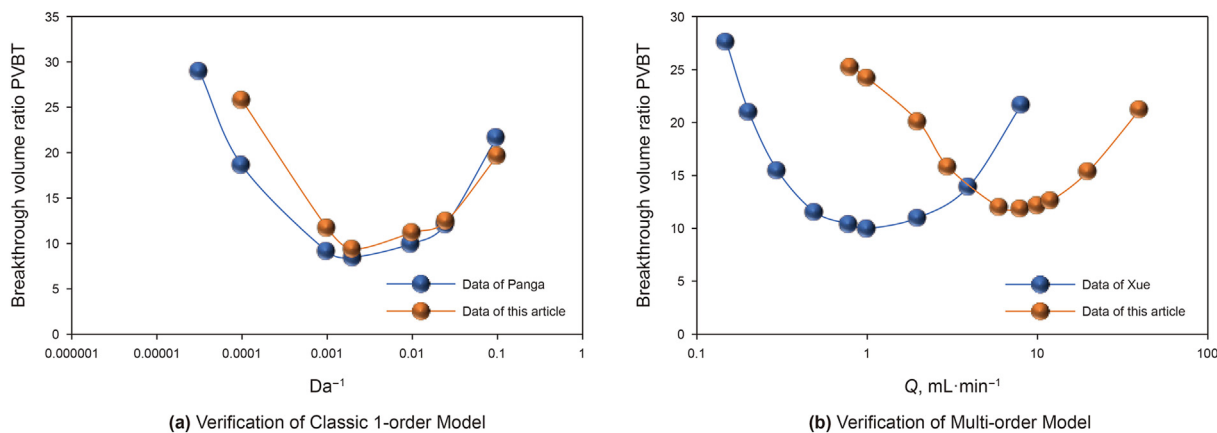 35
30
25
20
15
10
5
0
Breakthrough volume ratio PVBT
0.000001
0.00001
0.0001
0.001
0.01
0.1
1
Da⁻¹
Data of Panga
Data of this article
(a) Verification of Classic 1-order Model
30
25
20
15
10
5
0
Breakthrough volume ratio PVBT
0.1
1
10
100
Q, mL·min⁻¹
Data of Xue
Data of this article
(b) Verification of Multi-order Model